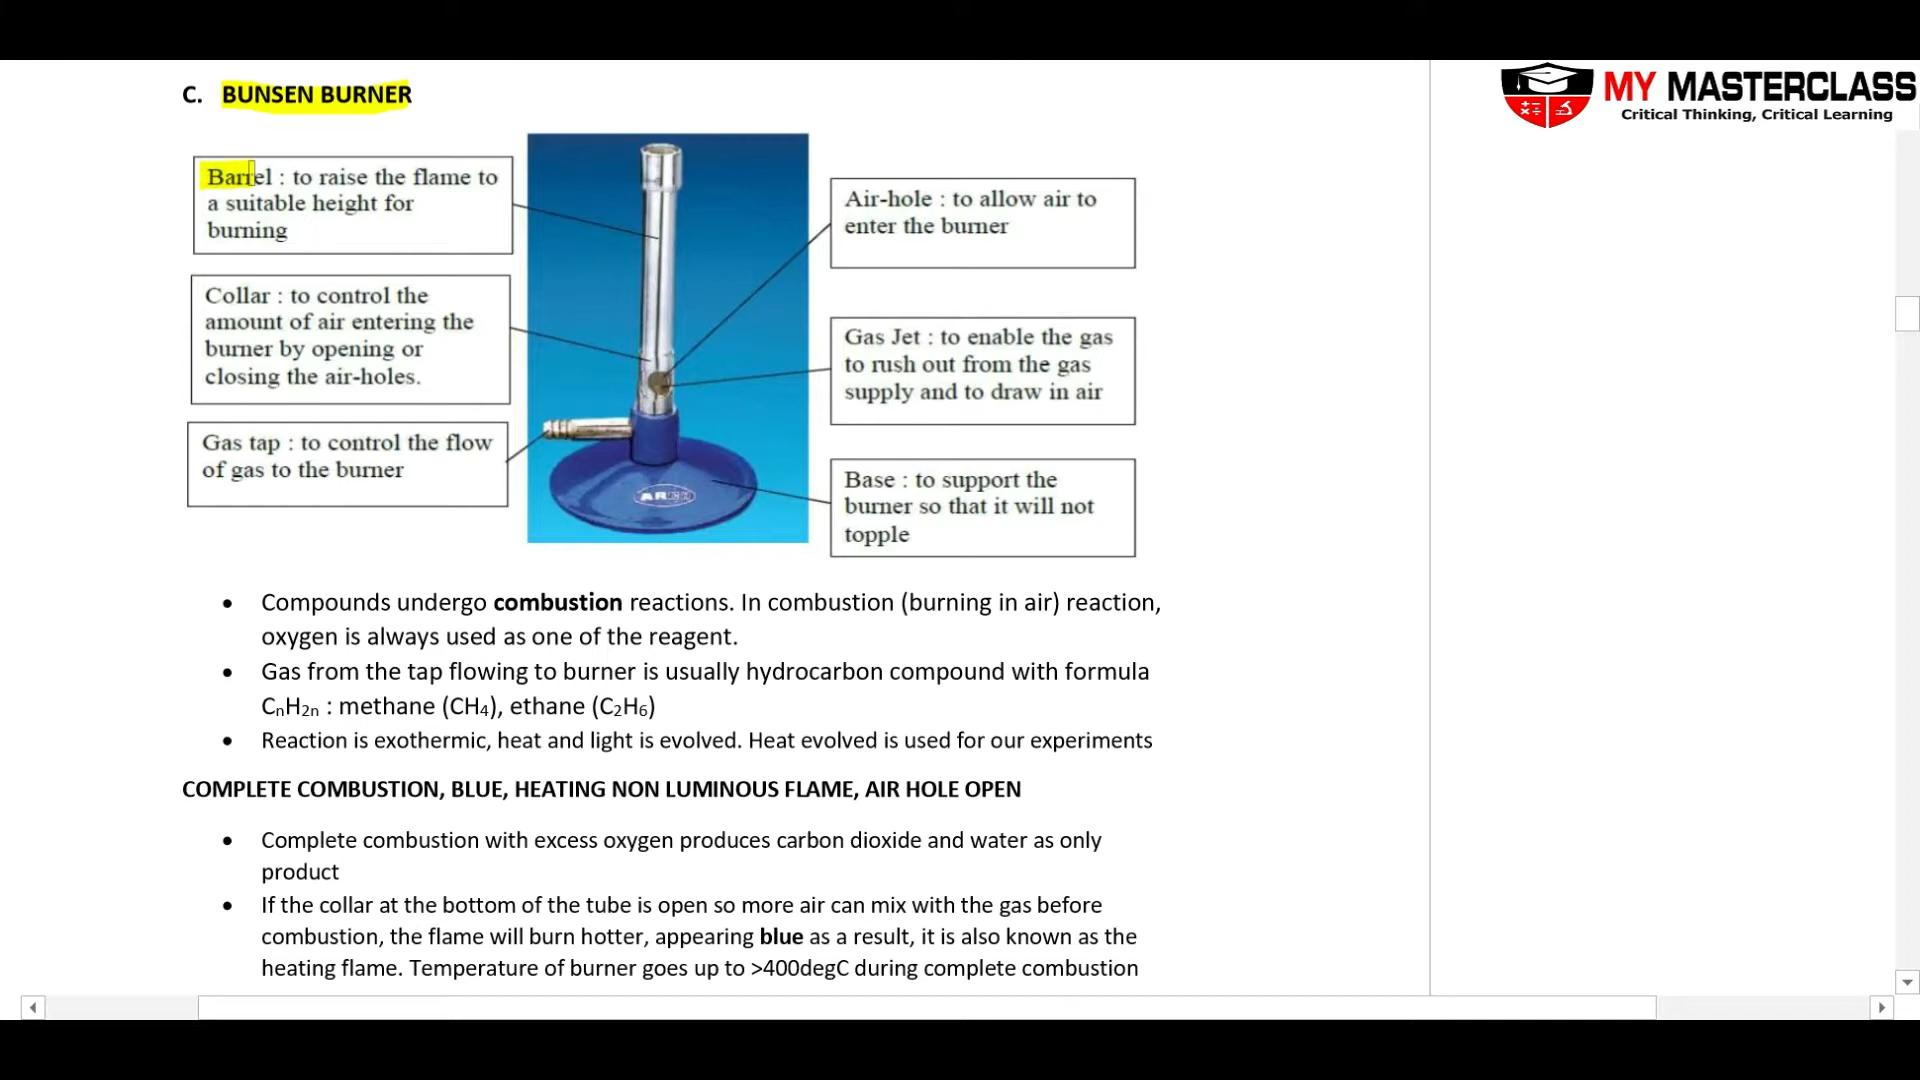 MY MASTERCLASS
Critical Thinking, Critical Learning
C. BUNSEN BURNER
Barrel : to raise the flame to
a suitable height for
burning
Collar : to control the
amount of air entering the
burner by opening or
closing the air-holes.
Gas tap : to control the flow
of gas to the burner
Air-hole : to allow air to
enter the burner
Gas Jet : to enable the gas
to rush out from the gas
supply and to draw in air
Base : to support the
burner so that it will not
topple
• Compounds undergo combustion reactions. In combustion (burning in air) reaction,
oxygen is always used as one of the reagent.
• Gas from the tap flowing to burner is usually hydrocarbon compound with formula
CₙH₂ₙ : methane (CH₄), ethane (C₂H₆)
• Reaction is exothermic, heat and light is evolved. Heat evolved is used for our experiments
COMPLETE COMBUSTION, BLUE, HEATING NON LUMINOUS FLAME, AIR HOLE OPEN
• Complete combustion with excess oxygen produces carbon dioxide and water as only
product
• If the collar at the bottom of the tube is open so more air can mix with the gas before
combustion, the flame will burn hotter, appearing blue as a result, it is also known as the
heating flame. Temperature of burner goes up to >400degC during complete combustion